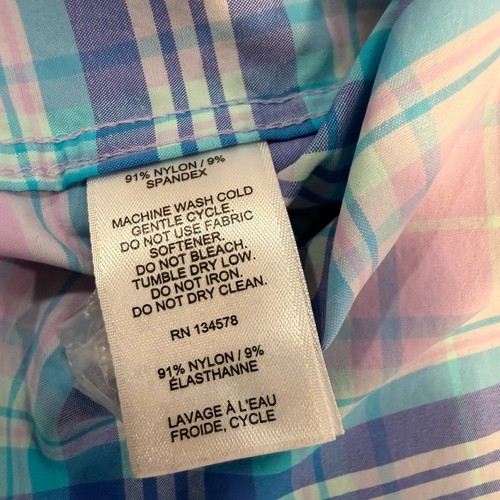 91% NYLON / 9%
SPANDEX
MACHINE WASH COLD
GENTLE CYCLE.
DO NOT USE FABRIC
SOFTENER.
DO NOT BLEACH.
TUMBLE DRY LOW.
DO NOT IRON.
DO NOT DRY CLEAN.
RN 134578
91% NYLON / 9%
ÉLASTHANNE
LAVAGE À L'EAU
FROIDE, CYCLE